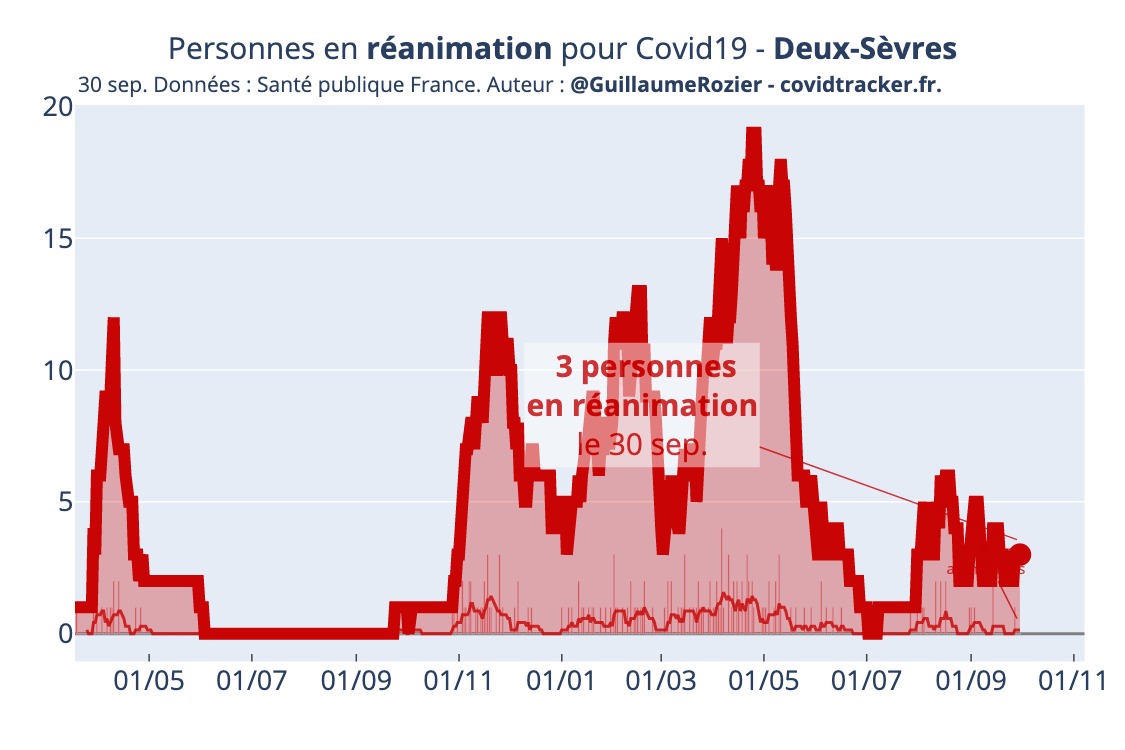 Personnes en réanimation pour Covid19 - Deux-Sèvres
30 sep. Données : Santé publique France. Auteur : @GuillaumeRozier - covidtracker.fr.
20
15
10
5
0
3 personnes
en réanimation
le 30 sep.
01/05 01/07 01/09 01/11 01/01 01/03 01/05 01/07 01/09 01/11